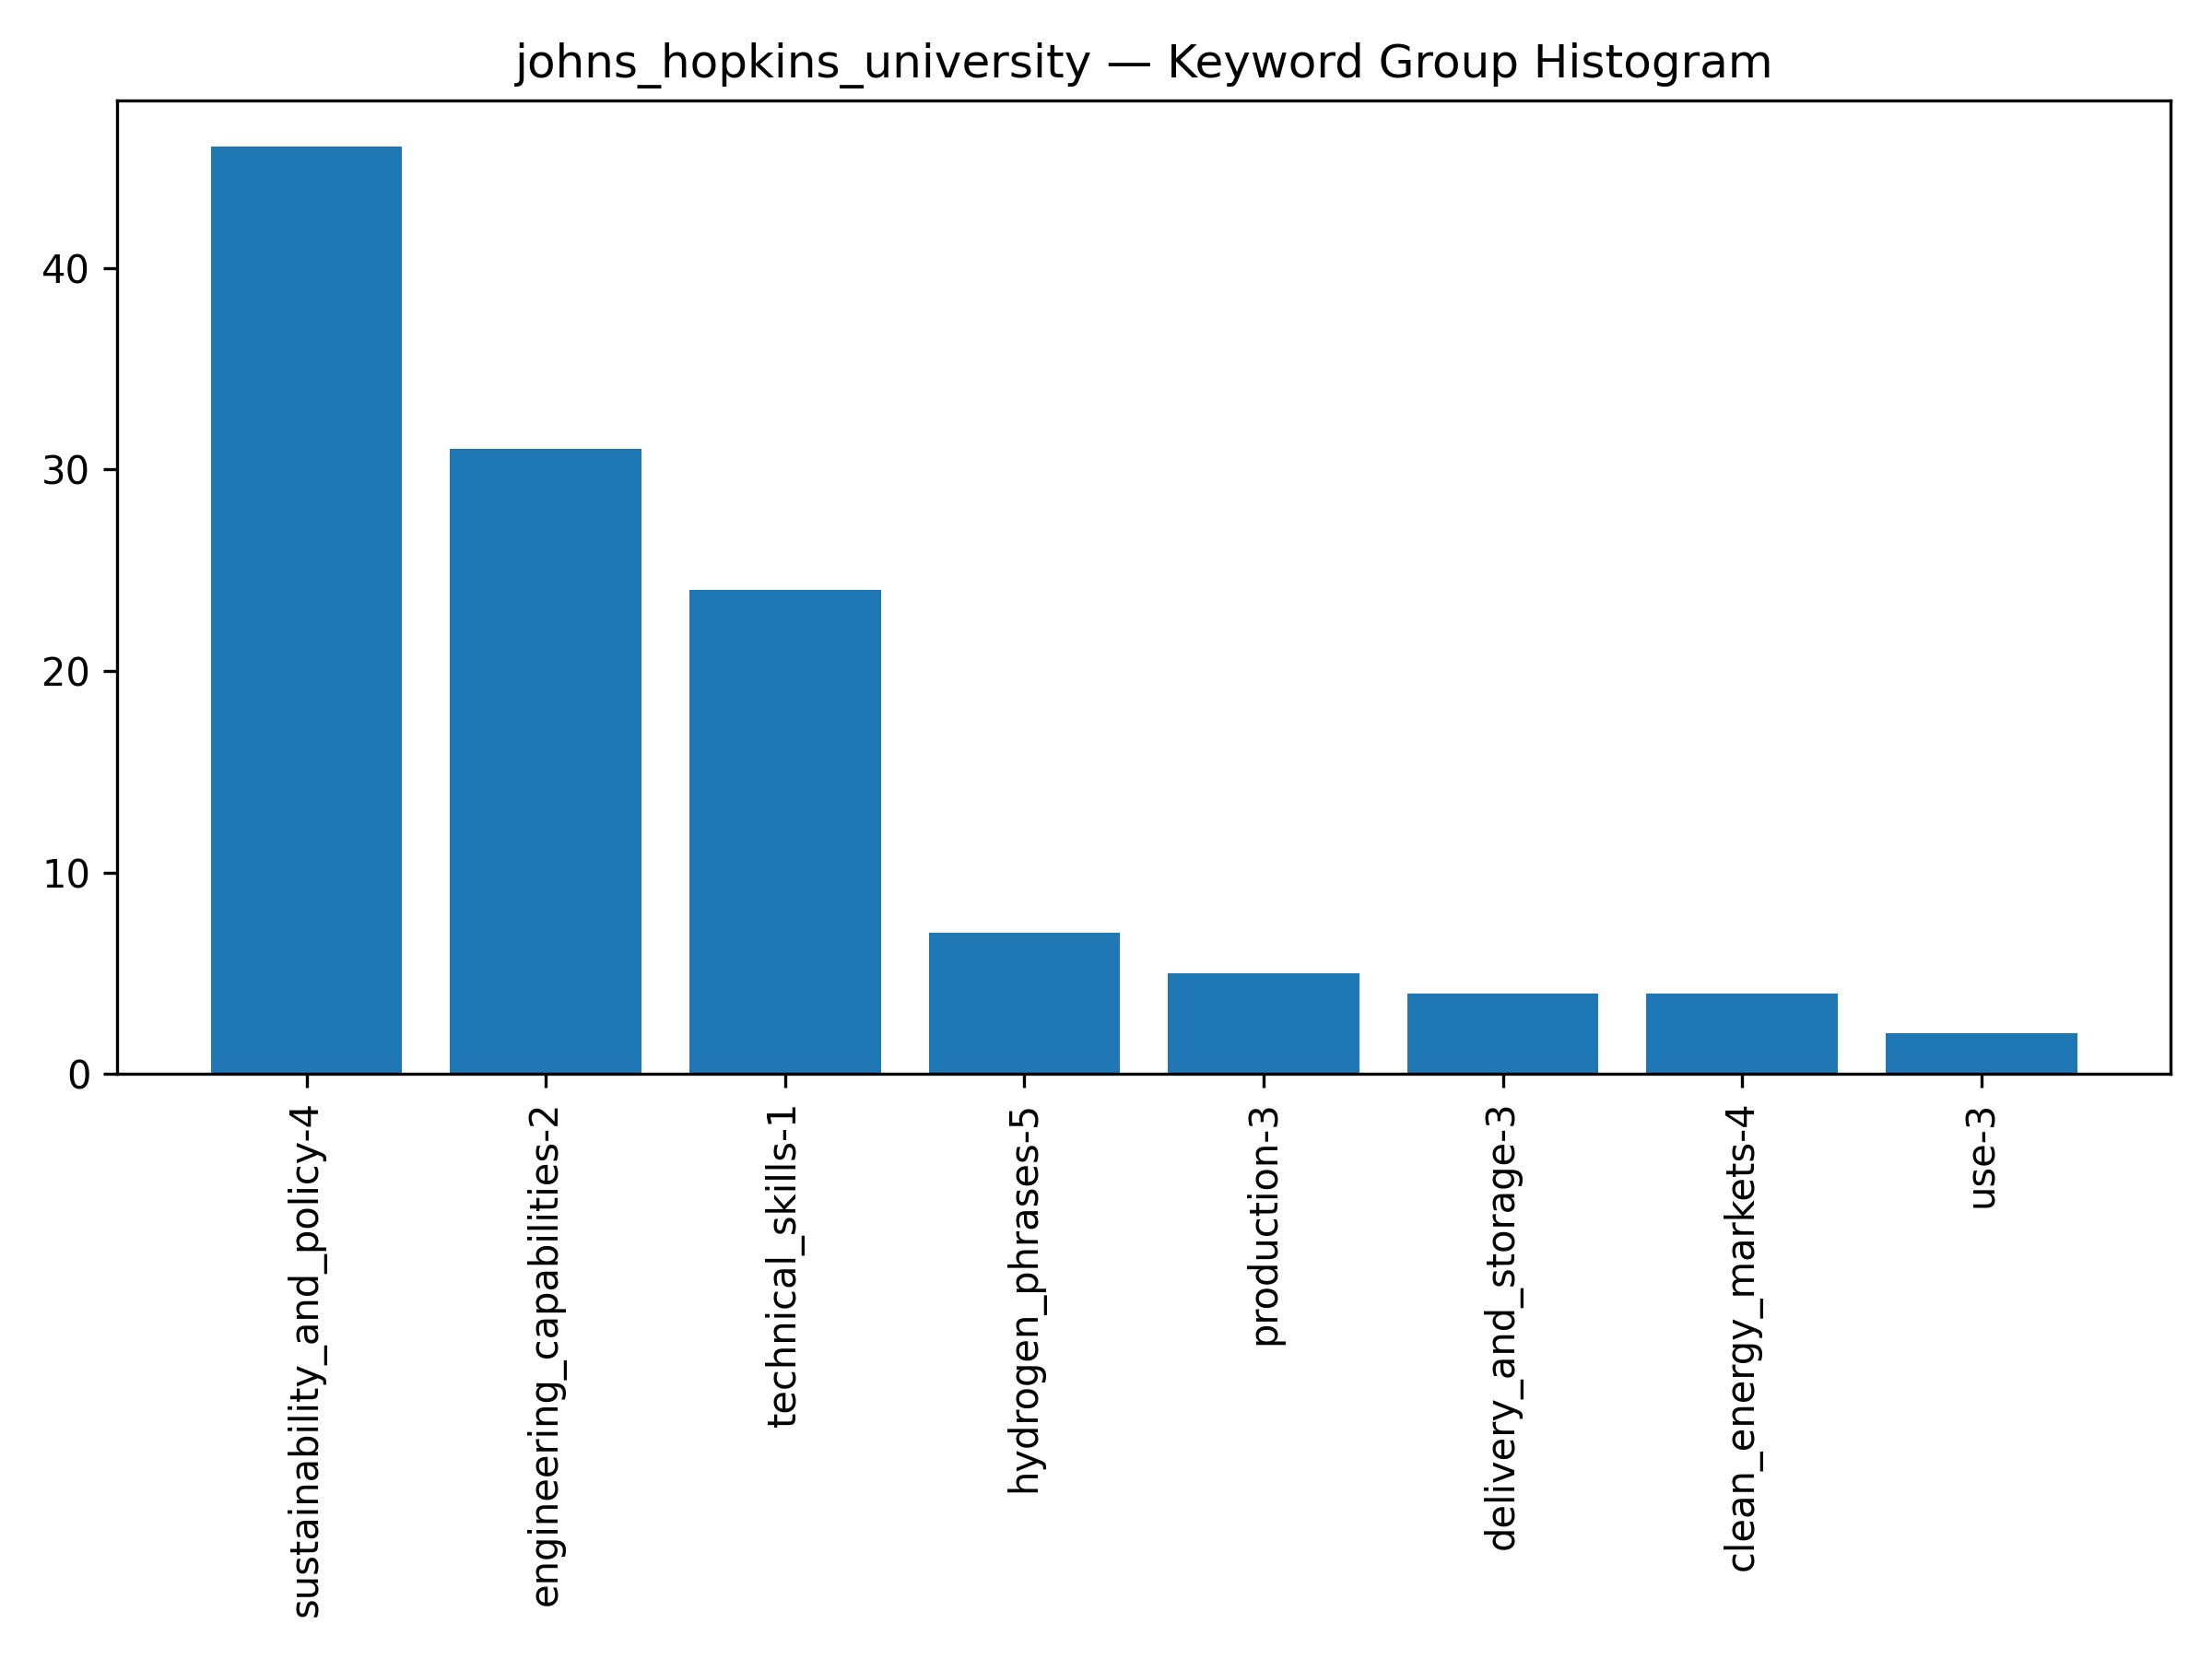 johns_hopkins_university — Keyword Group Histogram
40
30
20
10
0
sustainability_and_policy-4
engineering_capabilities-2
technical_skills-1
hydrogen_phrases-5
production-3
delivery_and_storage-3
clean_energy_markets-4
use-3